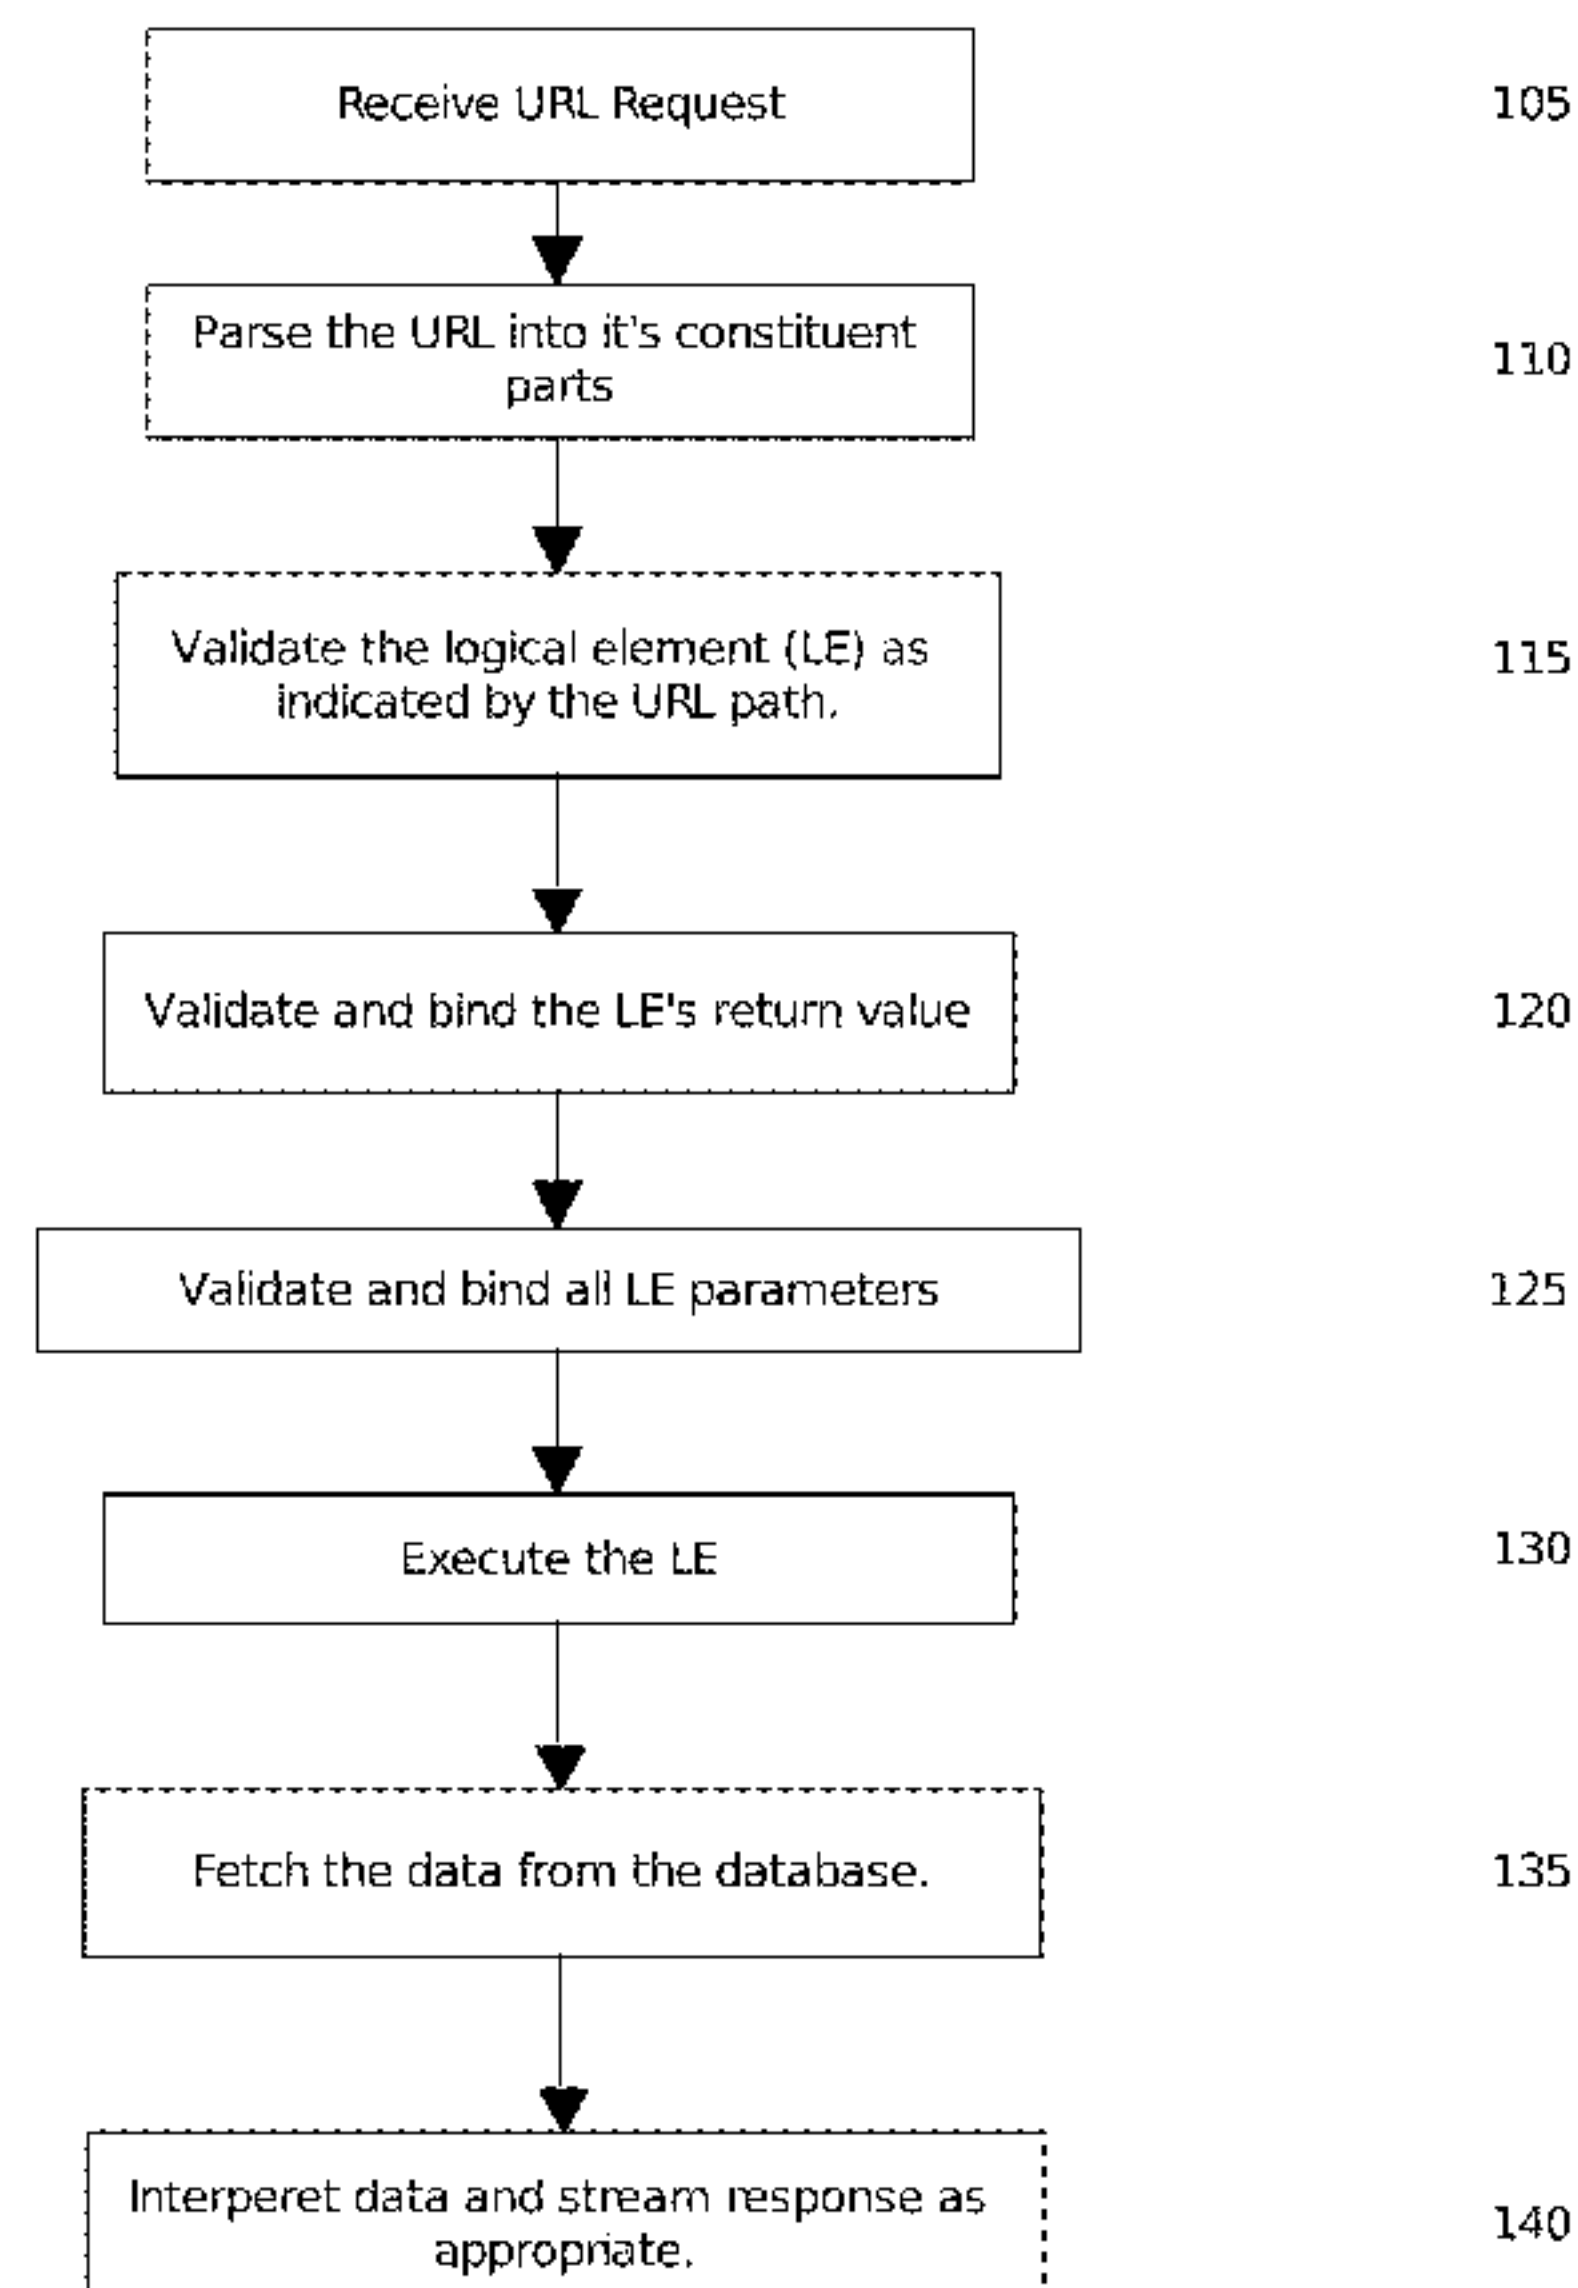 Receive URL Request
105
Parse the URL into it's constituent
parts
110
Validate the logical element (LE) as
indicated by the URL path.
115
Validate and bind the LE's return value
120
Validate and bind all LE parameters
125
Execute the LE
130
Fetch the data from the database.
135
Interperet data and stream response as
appropriate.
140